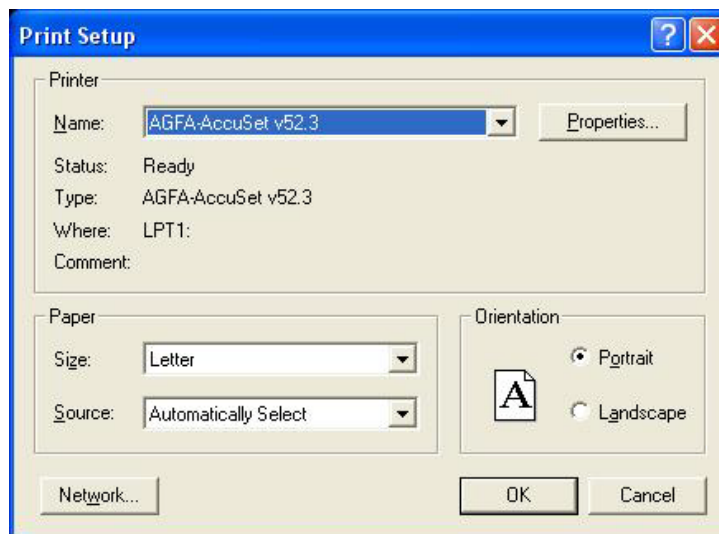 Print Setup
Printer
Name: AGFA-AccuSet v52.3 Properties...
Status: Ready
Type: AGFA-AccuSet v52.3
Where: LPT1:
Comment:
Paper
Size: Letter
Source: Automatically Select
Orientation
A
Portrait
Landscape
Network... OK Cancel